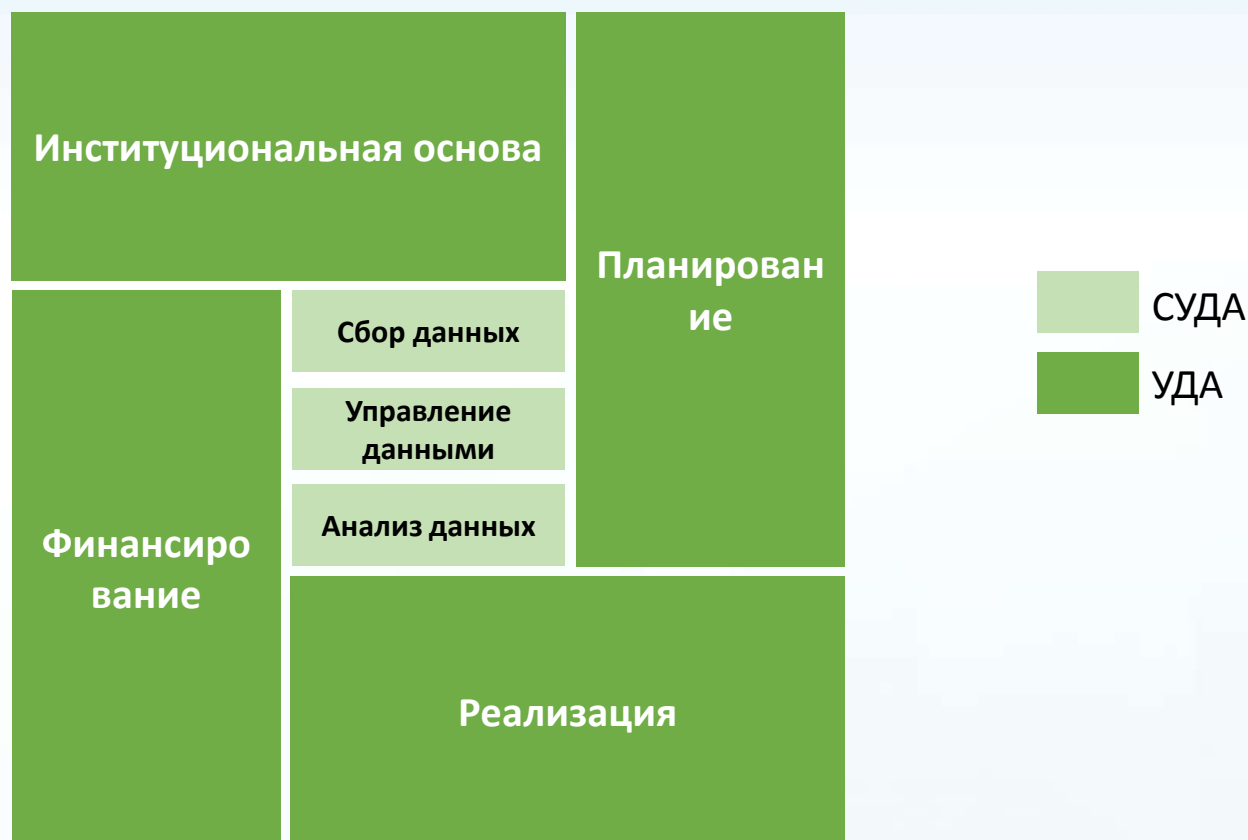 Институциональная основа
Планирован
ие
Сбор данных
Управление
данными
Анализ данных
Финансиро
вание
Реализация
СУДА
УДА